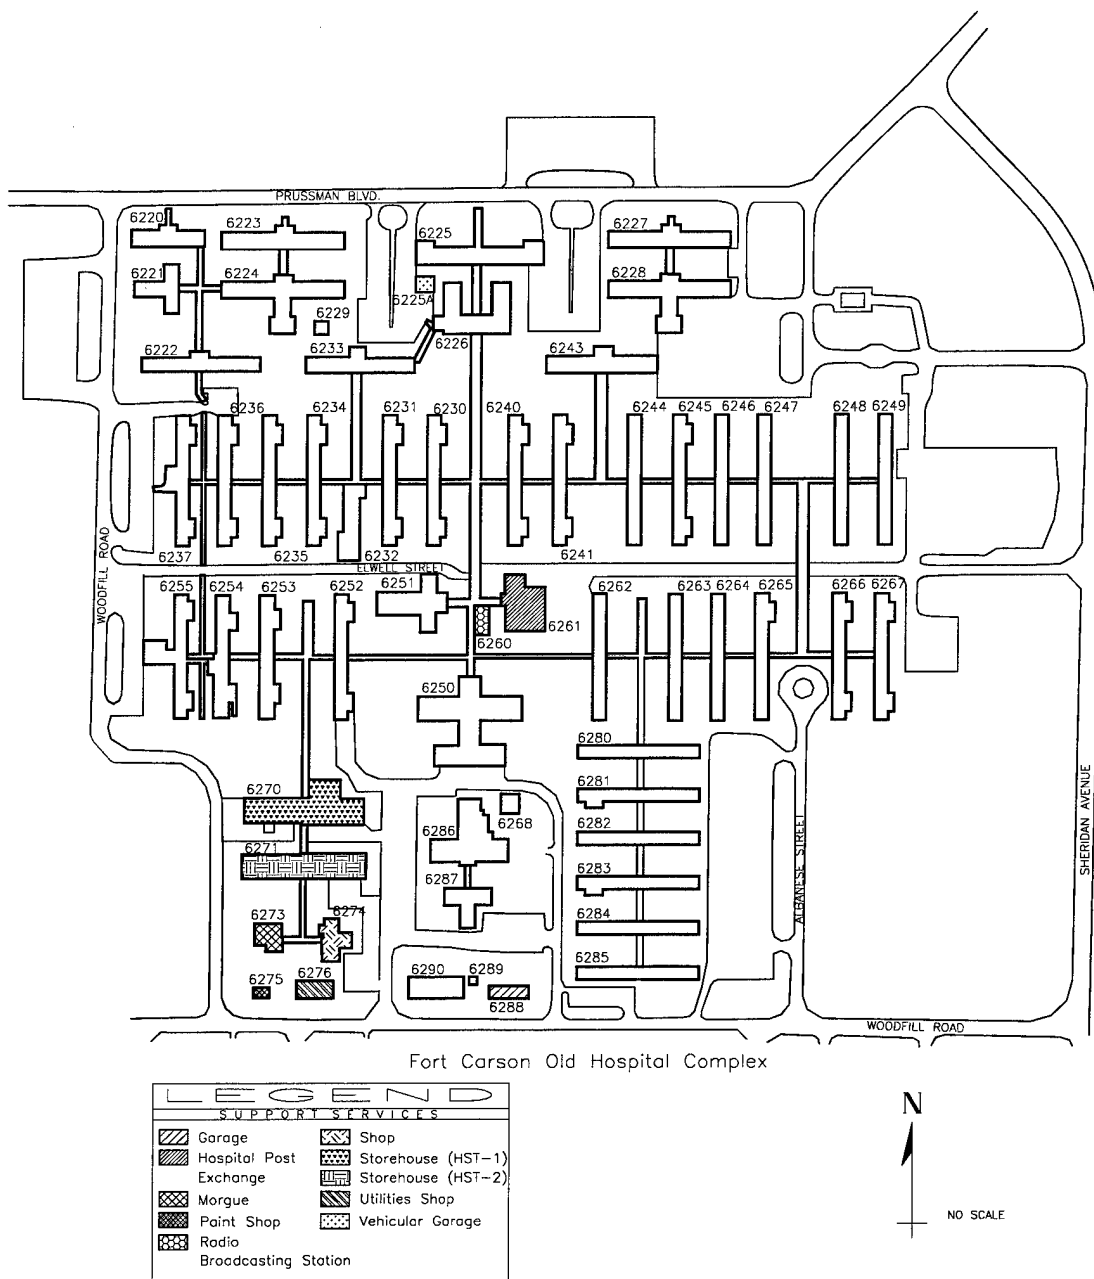 PRUSSMAN BLVD.
6220
6223
6225
6227
6221
6224
6228
6225A
6229
6222
6233
6226
6243
6236
6234
6231
6230
6240
6244
6245
6246
6247
6248
6249
WOODFILL ROAD
6237
6235
6232
6241
ELWELL STREET
6255
6254
6253
6252
6251
6262
6263
6264
6265
6266
6267
6261
6260
6250
6280
6270
6281
6268
6286
6282
6271
6287
6283
6273
6274
6284
ALBANESE STREET
SHERIDAN AVENUE
6275
6276
6290
6289
6285
6288
WOODFILL ROAD
Fort Carson Old Hospital Complex
LEGEND
SUPPORT SERVICES
Garage
Hospital Post
Exchange
Morgue
Paint Shop
Radio
Broadcasting Station
Shop
Storehouse (HST-1)
Storehouse (HST-2)
Utilities Shop
Vehicular Garage
N
NO SCALE